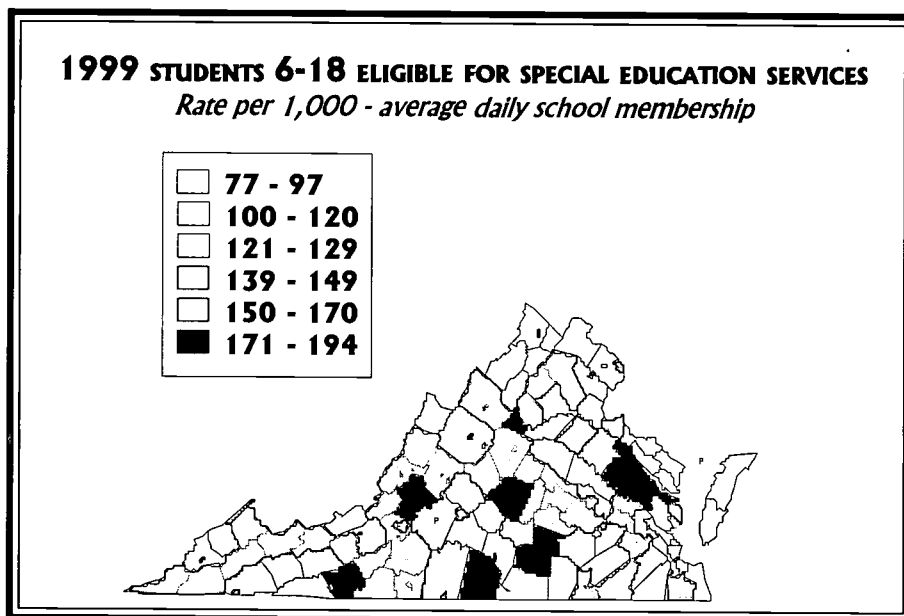 1999 STUDENTS 6-18 ELIGIBLE FOR SPECIAL EDUCATION SERVICES
Rate per 1,000 - average daily school membership
77 - 97
100 - 120
121 - 129
139 - 149
150 - 170
171 - 194
P
P